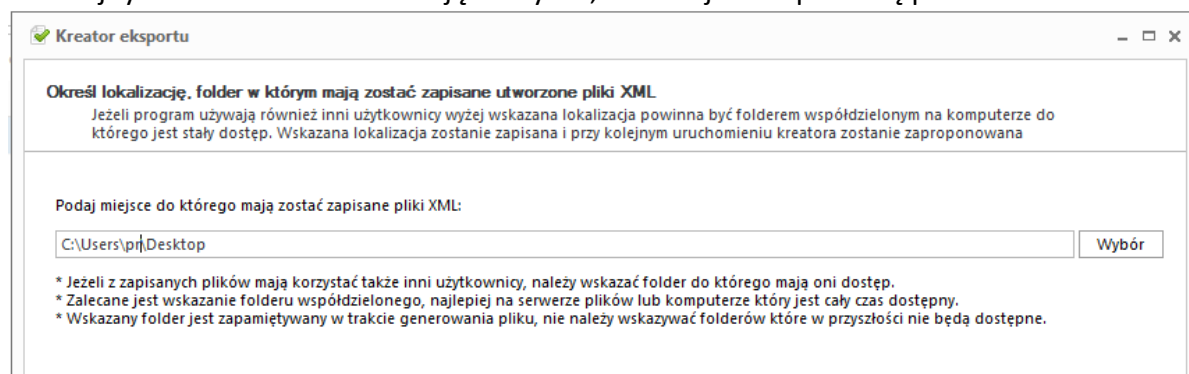 Kreator eksportu
Określ lokalizację, folder w którym mają zostać zapisane utworzone pliki XML
Jeżeli program używają również inni użytkownicy wyżej wskazana lokalizacja powinna być folderem współdzielonym na komputerze do
którego jest stały dostęp. Wskazana lokalizacja zostanie zapisana i przy kolejnym uruchomieniu kreatora zostanie zaproponowana
Podaj miejsce do którego mają zostać zapisane pliki XML:
C:\Users\pr\Desktop
Wybór
* Jeżeli z zapisanych plików mają korzystać także inni użytkownicy, należy wskazać folder do którego mają oni dostęp.
* Zalecane jest wskazanie folderu współdzielonego, najlepiej na serwerze plików lub komputerze który jest cały czas dostępny.
* Wskazany folder jest zapamiętywany w trakcie generowania pliku, nie należy wskazywać folderów które w przyszłości nie będą dostępne.